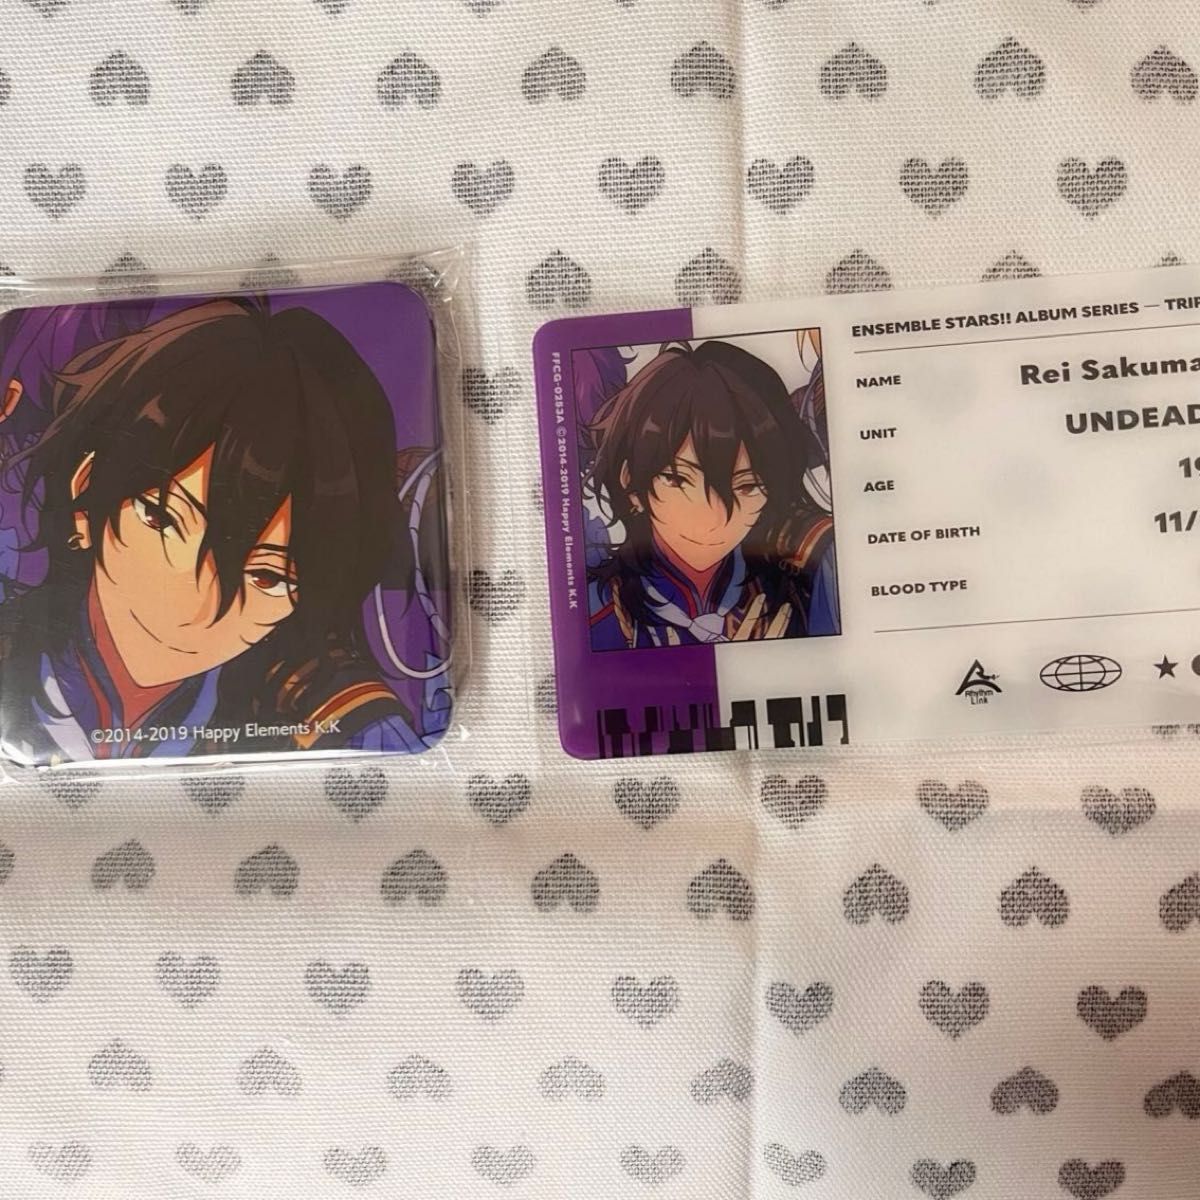 ©2014-2019 Happy Elements K.K
FFCG-0253A ©2014-2019 Happy Elements K.K
ENSEMBLE STARS!! ALBUM SERIES — TRIP
NAME Rei Sakuma
UNIT UNDEAD
AGE 19
DATE OF BIRTH 11/
BLOOD TYPE
Rhythm
Link